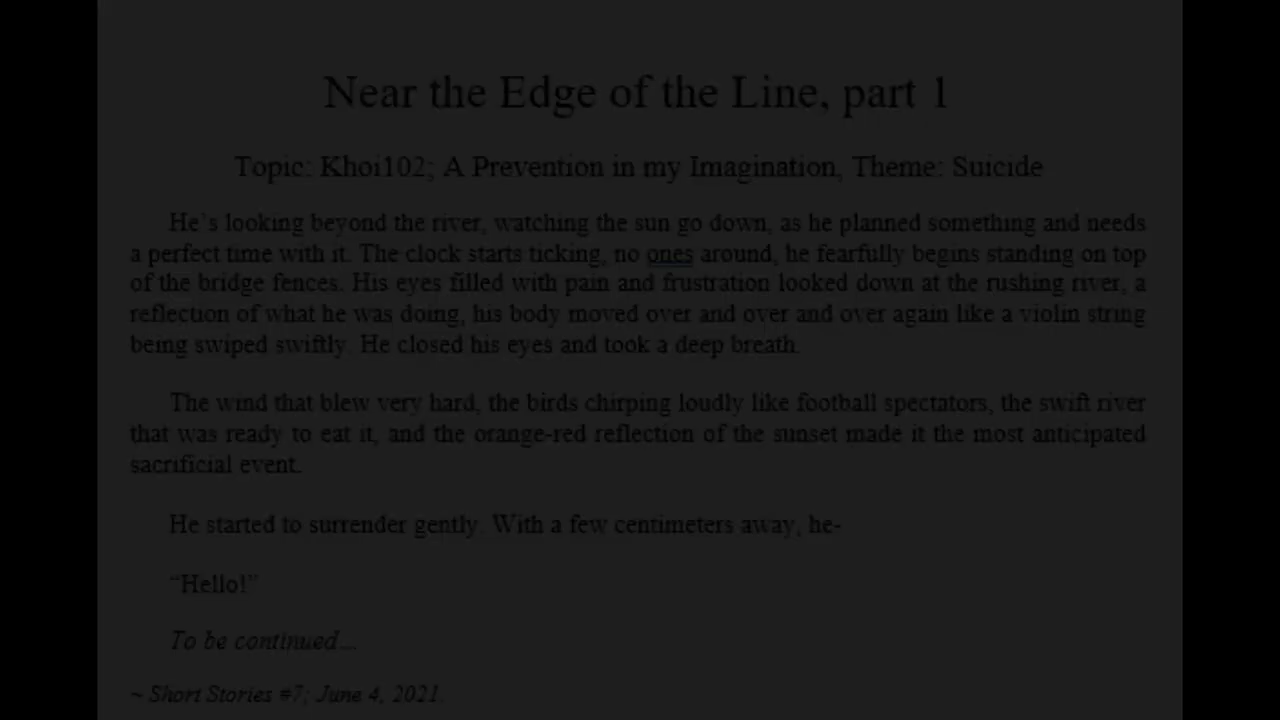 Near the Edge of the Line, part 1
Topic: Khoi102; A Prevention in my Imagination, Theme: Suicide
He's looking beyond the river, watching the sun go down, as he planned something and needs
a perfect time with it. The clock starts ticking, no ones around, he fearfully begins standing on top
of the bridge fences. His eyes filled with pain and frustration looked down at the rushing river, a
reflection of what he was doing, his body moved over and over and over again like a violin string
being swiped swiftly. He closed his eyes and took a deep breath.
The wind that blew very hard, the birds chirping loudly like football spectators, the swift river
that was ready to eat it, and the orange-red reflection of the sunset made it the most anticipated
sacrificial event.
He started to surrender gently. With a few centimeters away, he-
“Hello!”
To be continued...
~ Short Stories #7; June 4, 2021.